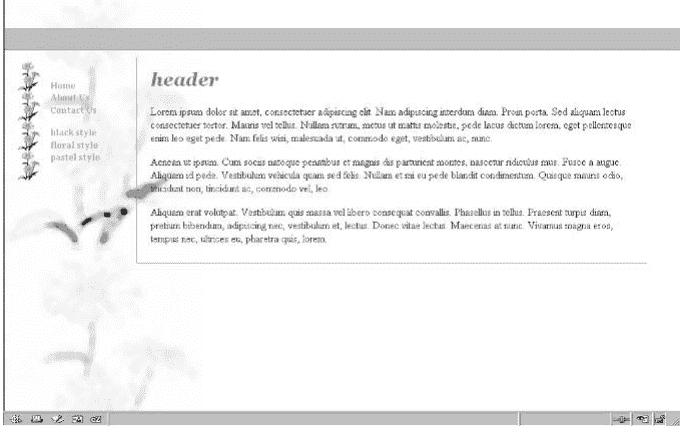 Home
About Us
Contact Us
black style
floral style
pastel style
header
Lorem ipsum dolor sit amet, consectetuer adipiscing elit. Nam adipiscing interdum diam. Proin porta. Sed aliquam lectus
consectetuer tortor. Mauris vel tellus. Nullam rutrum, metus ut mattis molestie, pede lacus dictum lorem, eget pellentesque
enim leo eget pede. Nam felis wisi, malesuada ut, commodo eget, vestibulum ac, nunc.
Aenean ut ipsum. Cum sociis natoque penatibus et magnis dis parturient montes, nascetur ridiculus mus. Fusce a augue.
Aliquam id pede. Vestibulum vehicula quam sed felis. Nullam et mi eu pede blandit condimentum. Quisque mauris odio,
tincidunt non, tincidunt ac, commodo vel, leo.
Aliquam erat volutpat. Vestibulum quis massa vel libero consequat convallis. Phasellus in tellus. Praesent turpis diam,
pretium bibendum, adipiscing nec, vestibulum et, lectus. Donec vitae lectus. Maecenas at nunc. Vivamus magna eros,
tempus nec, ultrices eu, pharetra quis, lorem.